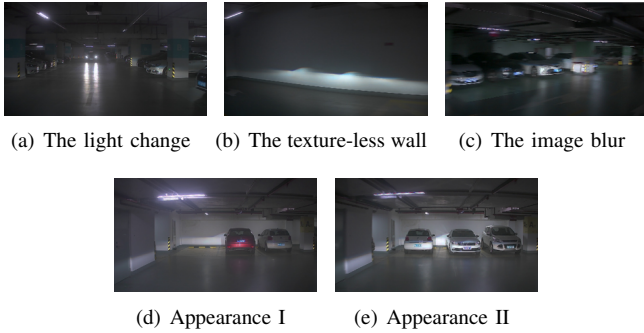 (a) The light change (b) The texture-less wall (c) The image blur
(d) Appearance I (e) Appearance II